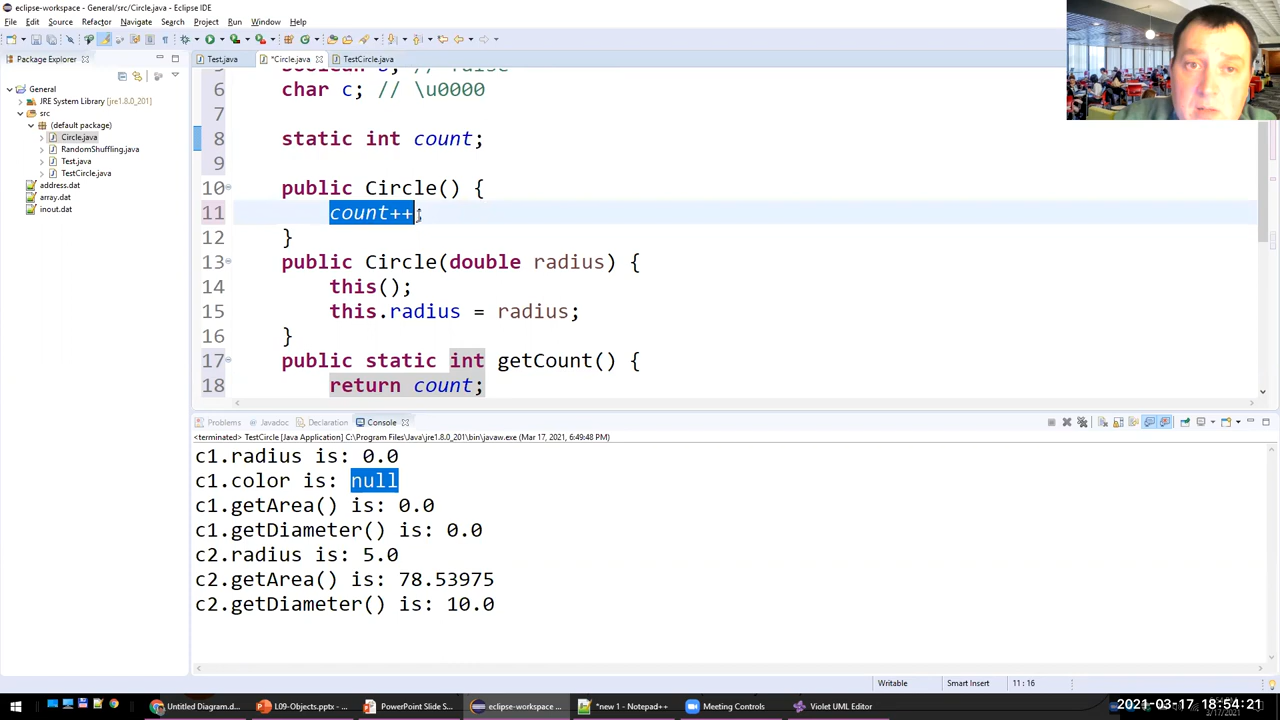 eclipse-workspace - General/src/Circle.java - Eclipse IDE
File Edit Source Refactor Navigate Search Project Run Window Help
Package Explorer
Test.java *Circle.java TestCircle.java
General
JRE System Library [jre1.8.0_201]
src
(default package)
Circle.java
RandomShuffling.java
Test.java
TestCircle.java
address.dat
array.dat
inout.dat
6 char c; // \u0000
7
8 static int count;
9
10 public Circle() {
11 count++
12 }
13 public Circle(double radius) {
14 this();
15 this.radius = radius;
16 }
17 public static int getCount() {
18 return count;
Problems Javadoc Declaration Console
<terminated> TestCircle [Java Application] C:\Program Files\Java\jre1.8.0_201\bin\javaw.exe (Mar 17, 2021, 6:49:48 PM)
c1.radius is: 0.0
c1.color is: null
c1.getArea() is: 0.0
c1.getDiameter() is: 0.0
c2.radius is: 5.0
c2.getArea() is: 78.53975
c2.getDiameter() is: 10.0
Writable Smart Insert 11 : 16
Untitled Diagram.d... L09-Objects.pptx - ... PowerPoint Slide S... eclipse-workspace ... *new 1 - Notepad++ Meeting Controls Violet UML Editor
2021-03-17 18:54:21